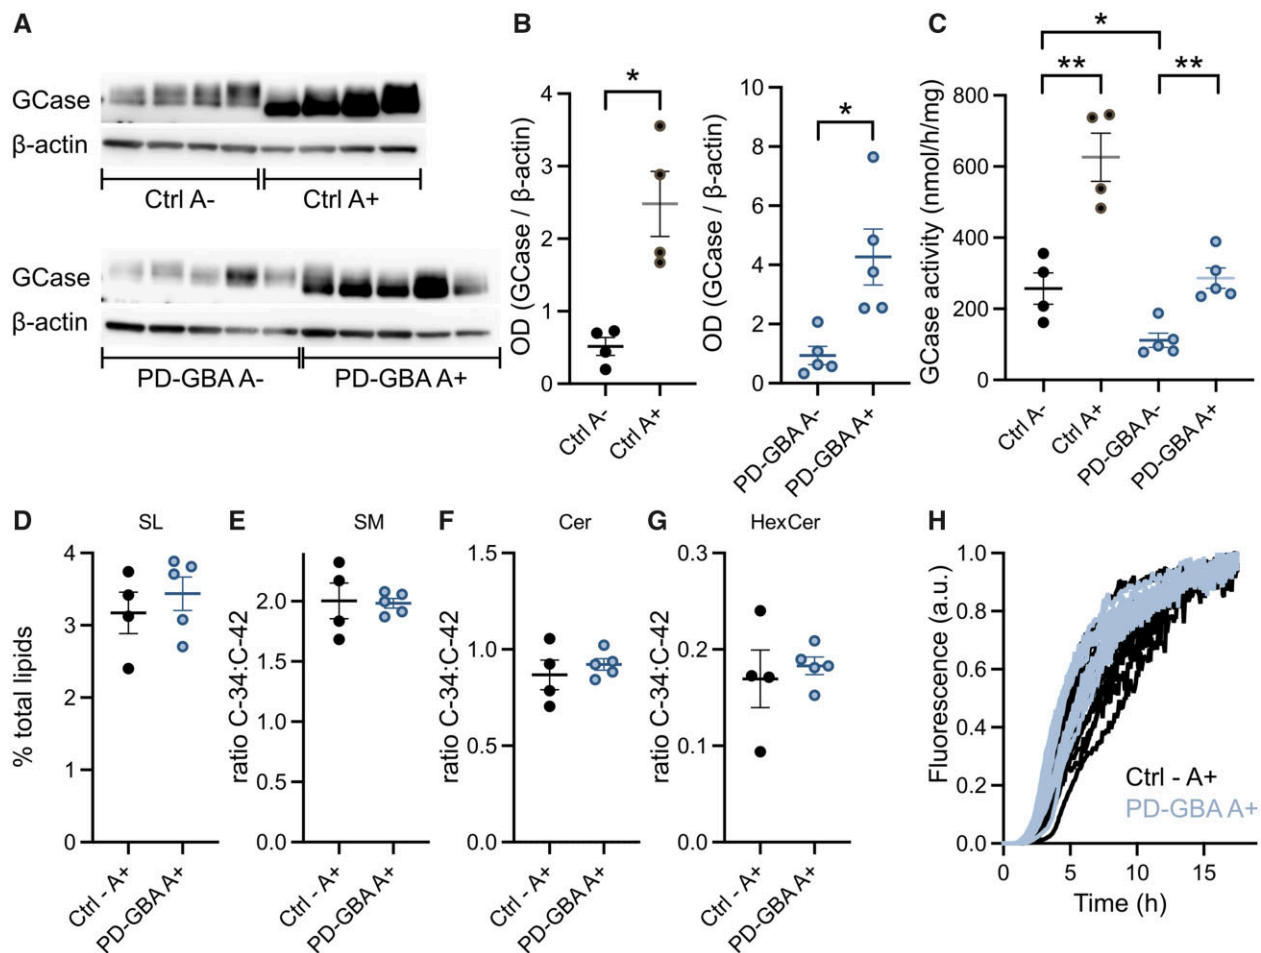 A
GCase
β-actin
Ctrl A-
Ctrl A+
GCase
β-actin
PD-GBA A-
PD-GBA A+
B
OD (GCase / β-actin)
4
3
2
1
0
*
Ctrl A-
Ctrl A+
OD (GCase / β-actin)
10
8
6
4
2
0
*
PD-GBA A-
PD-GBA A+
C
GCase activity (nmol/h/mg)
800
600
400
200
0
*
**
**
Ctrl A-
Ctrl A+
PD-GBA A-
PD-GBA A+
D
SL
% total lipids
4
3
2
1
0
Ctrl - A+
PD-GBA A+
E
SM
ratio C-34:C-42
2.0
1.5
1.0
0.5
0.0
Ctrl - A+
PD-GBA A+
F
Cer
ratio C-34:C-42
1.5
1.0
0.5
0.0
Ctrl - A+
PD-GBA A+
G
HexCer
ratio C-34:C-42
0.3
0.2
0.1
0.0
Ctrl - A+
PD-GBA A+
H
Fluorescence (a.u.)
1.0
0.8
0.6
0.4
0.2
0.0
Ctrl - A+
PD-GBA A+
0
5
10
15
Time (h)